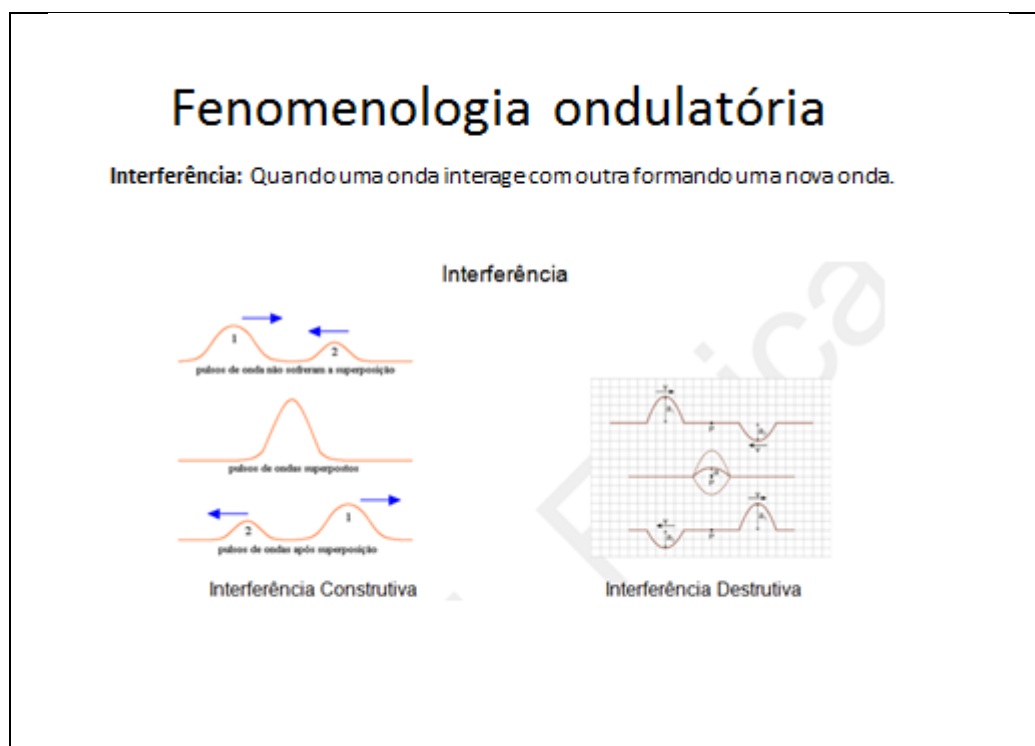 Fenomenologia ondulatória
Interferência: Quando uma onda interage com outra formando uma nova onda.
Interferência
1
2
pulsos de onda não sofreram a superposição
pulsos de ondas superpostos
2
1
pulsos de ondas após superposição
Interferência Construtiva
P
P
P
Interferência Destrutiva